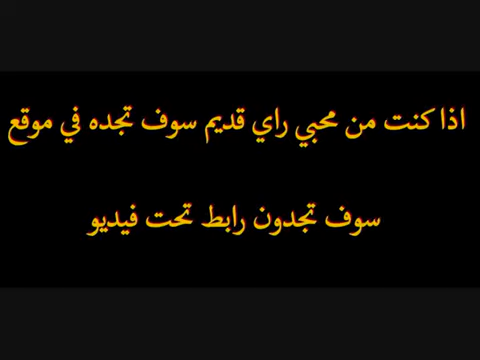 اذا كنت من محبي راي قديم سوف تجده في موقع
سوف تجدون رابط تحت فيديو